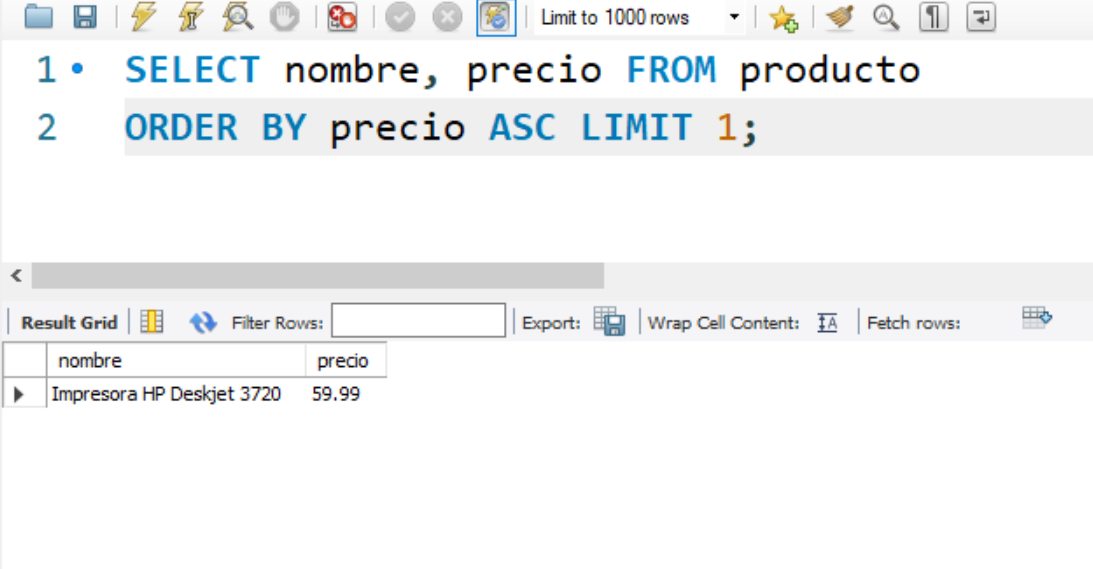 Limit to 1000 rows
1 SELECT nombre, precio FROM producto
2 ORDER BY precio ASC LIMIT 1;
Result Grid Filter Rows: Export: Wrap Cell Content: Fetch rows:
nombre precio
Impresora HP Deskjet 3720 59.99